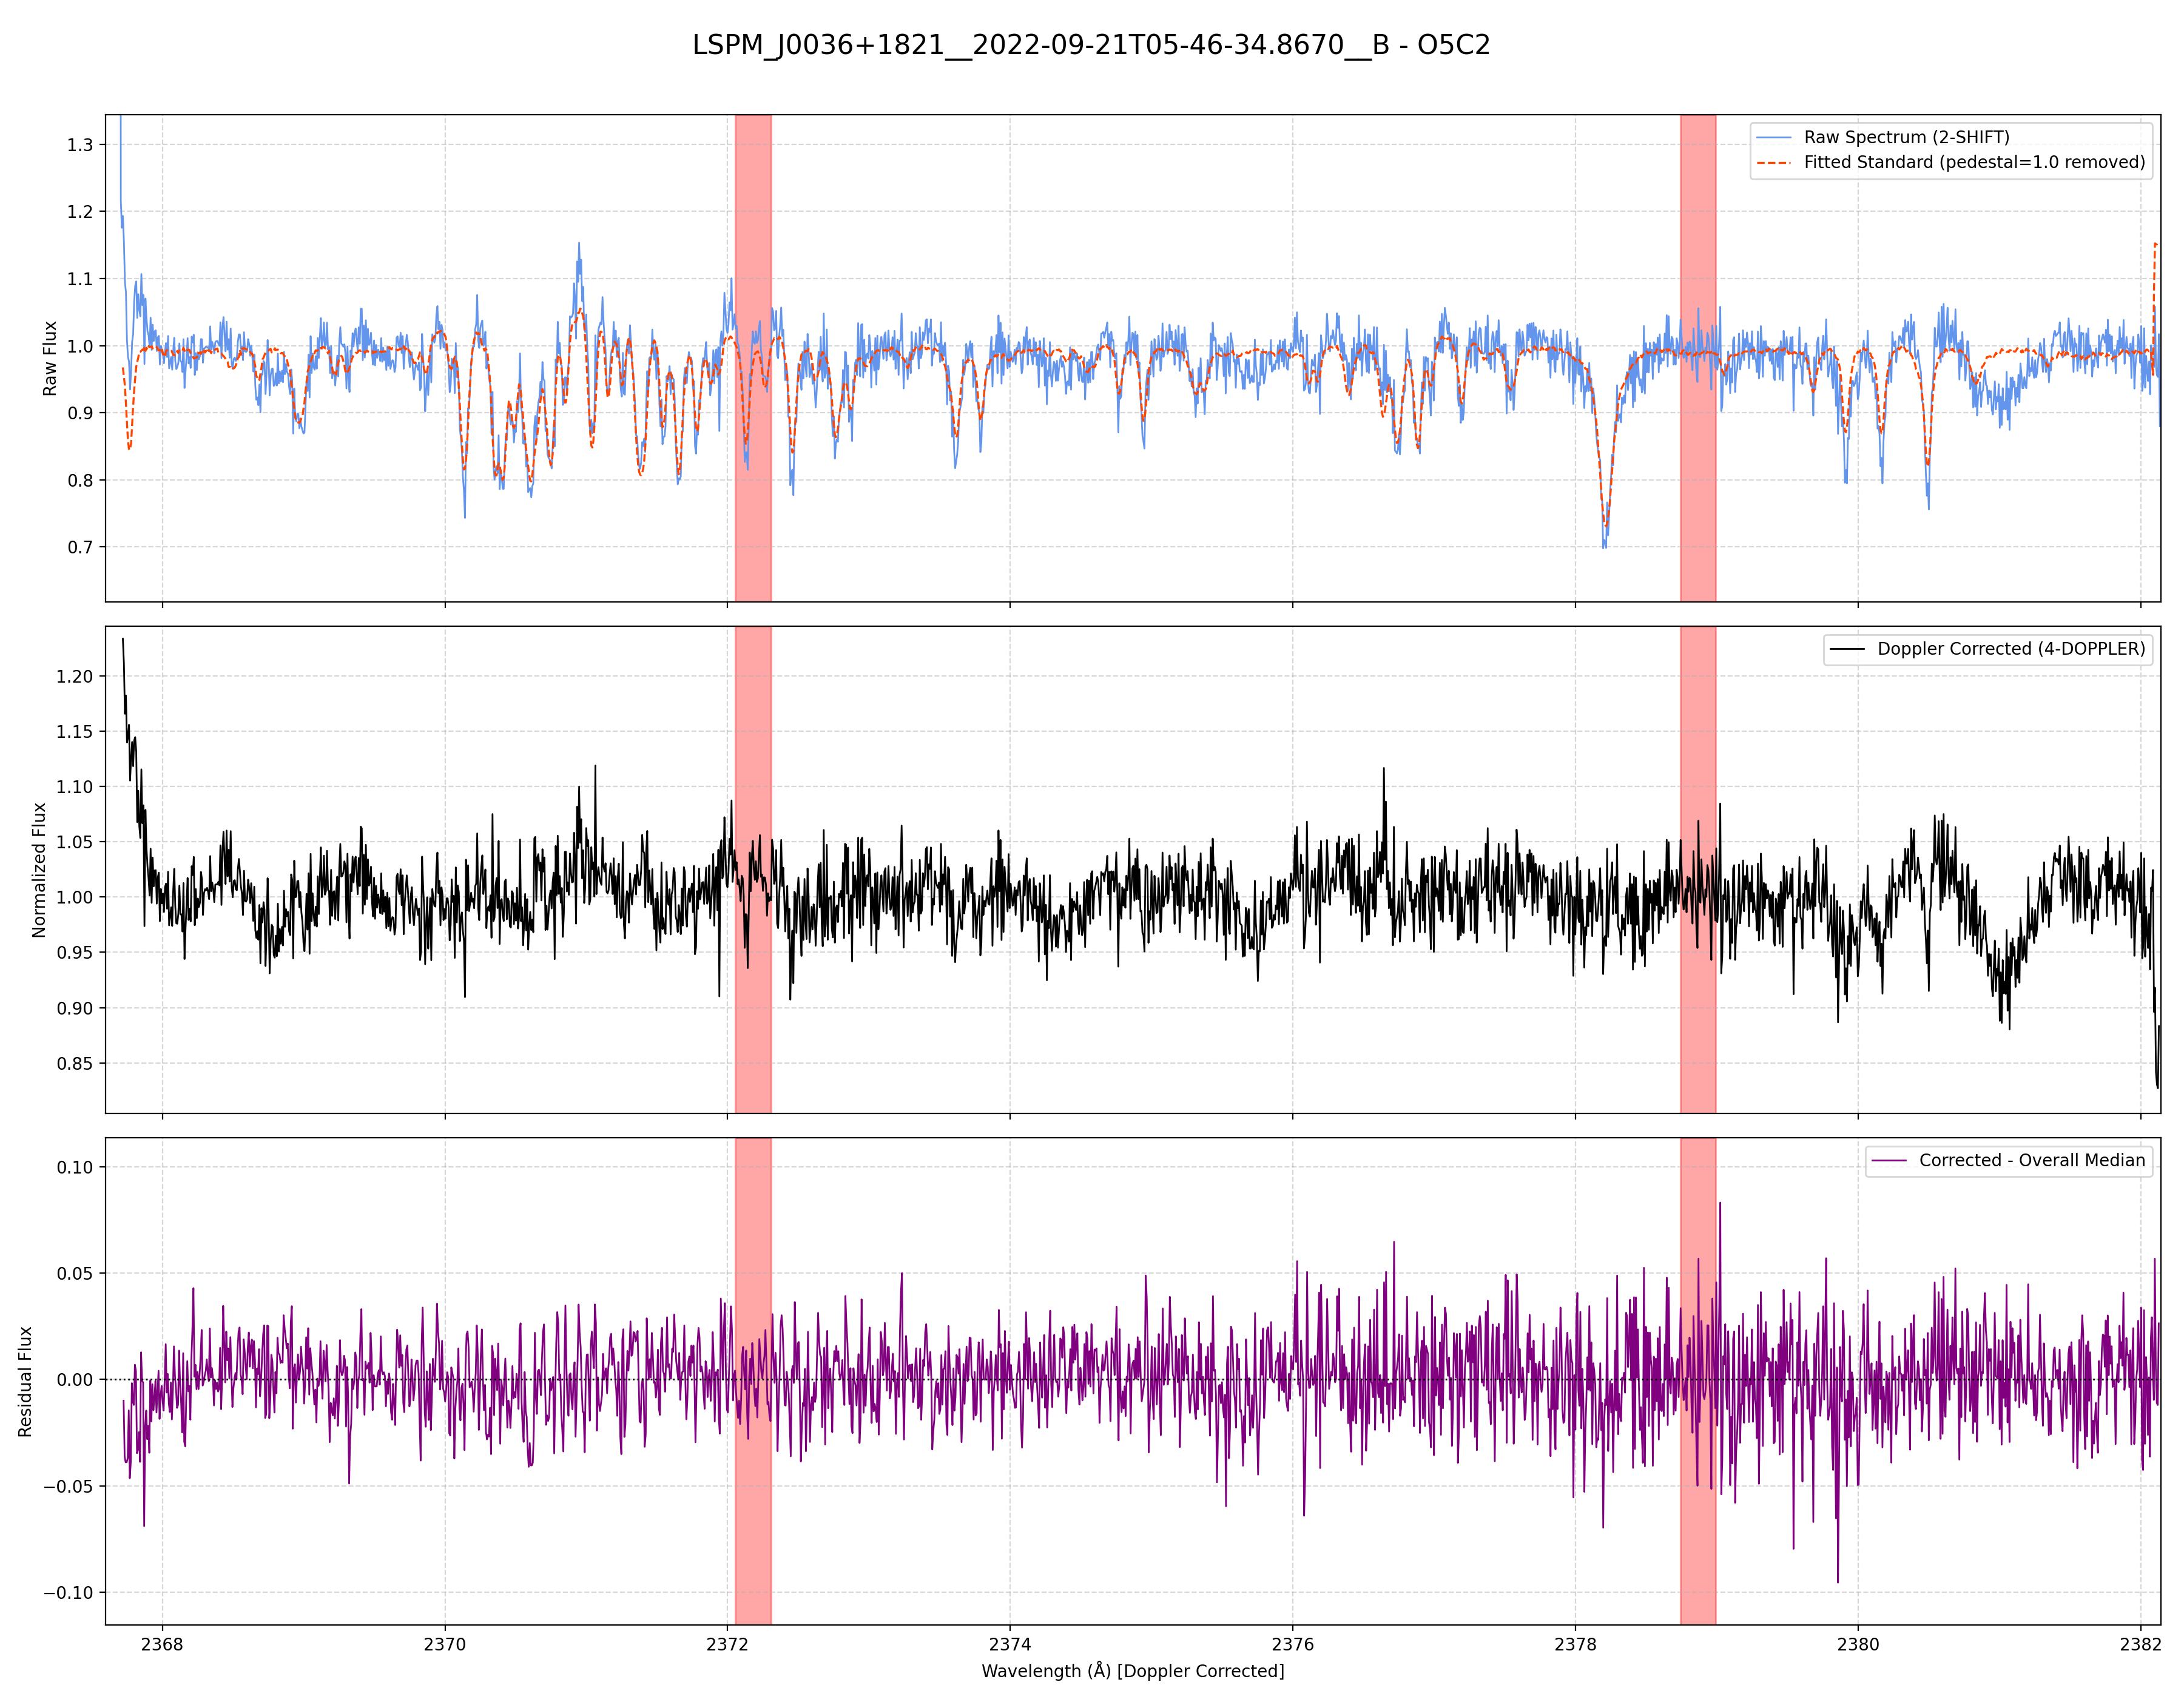 LSPM_J0036+1821__2022-09-21T05-46-34.8670__B - O5C2
Raw Flux
1.3
1.2
1.1
1.0
0.9
0.8
0.7
Raw Spectrum (2-SHIFT)
Fitted Standard (pedestal=1.0 removed)
Normalized Flux
1.20
1.15
1.10
1.05
1.00
0.95
0.90
0.85
Doppler Corrected (4-DOPPLER)
Residual Flux
0.10
0.05
0.00
−0.05
−0.10
Corrected - Overall Median
2368 2370 2372 2374 2376 2378 2380 2382
Wavelength (Å) [Doppler Corrected]